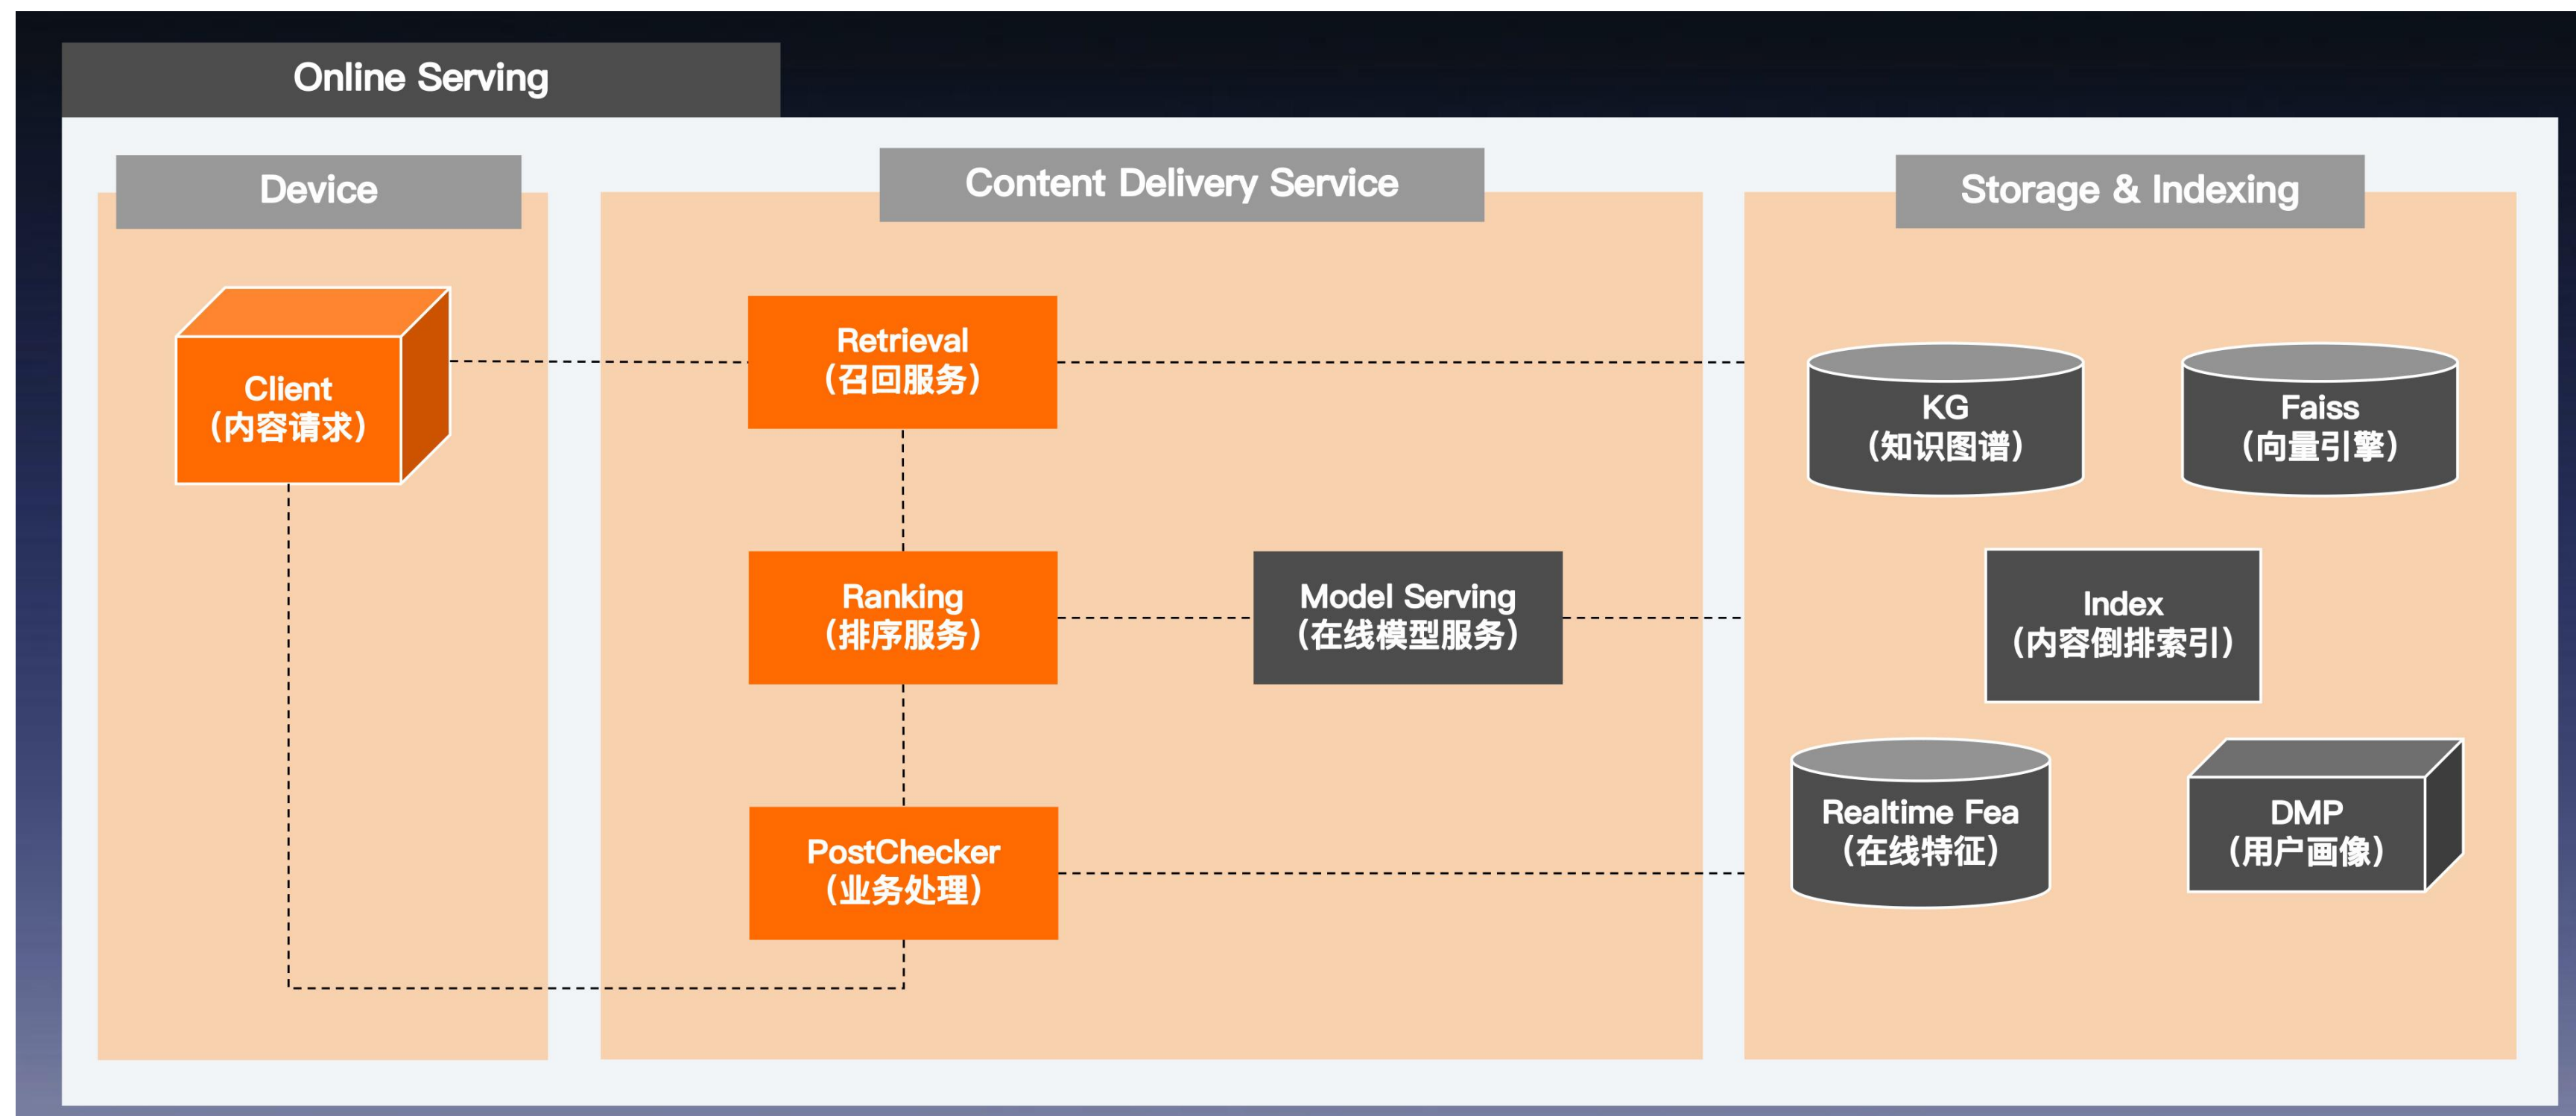 Online Serving
Device
Content Delivery Service
Storage & Indexing
Client
(内容请求)
Retrieval
(召回服务)
Ranking
(排序服务)
Model Serving
(在线模型服务)
PostChecker
(业务处理)
KG
(知识图谱)
Faiss
(向量引擎)
Index
(内容倒排索引)
Realtime Fea
(在线特征)
DMP
(用户画像)